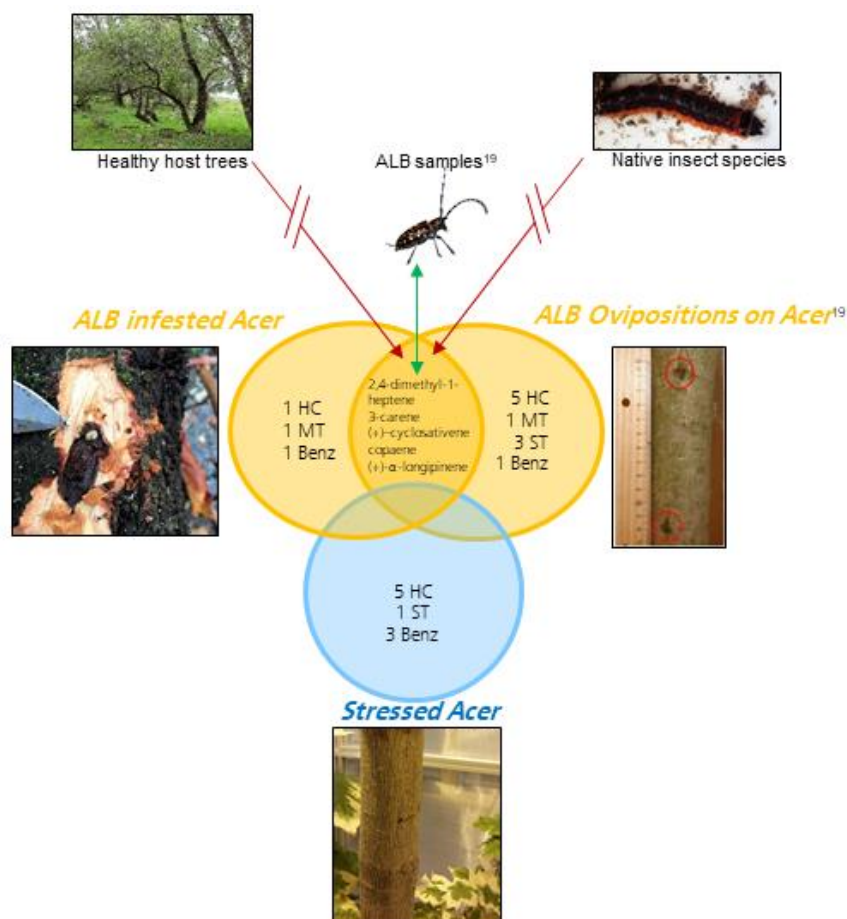 Healthy host trees
ALB samples¹⁹
Native insect species
ALB infested Acer
ALB Ovipositions on Acer¹⁹
1 HC
1 MT
1 Benz
2,4-dimethyl-1-
heptene
3-carene
(+)-cyclosativene
copaene
(+)-α-longipinene
5 HC
1 MT
3 ST
1 Benz
5 HC
1 ST
3 Benz
Stressed Acer